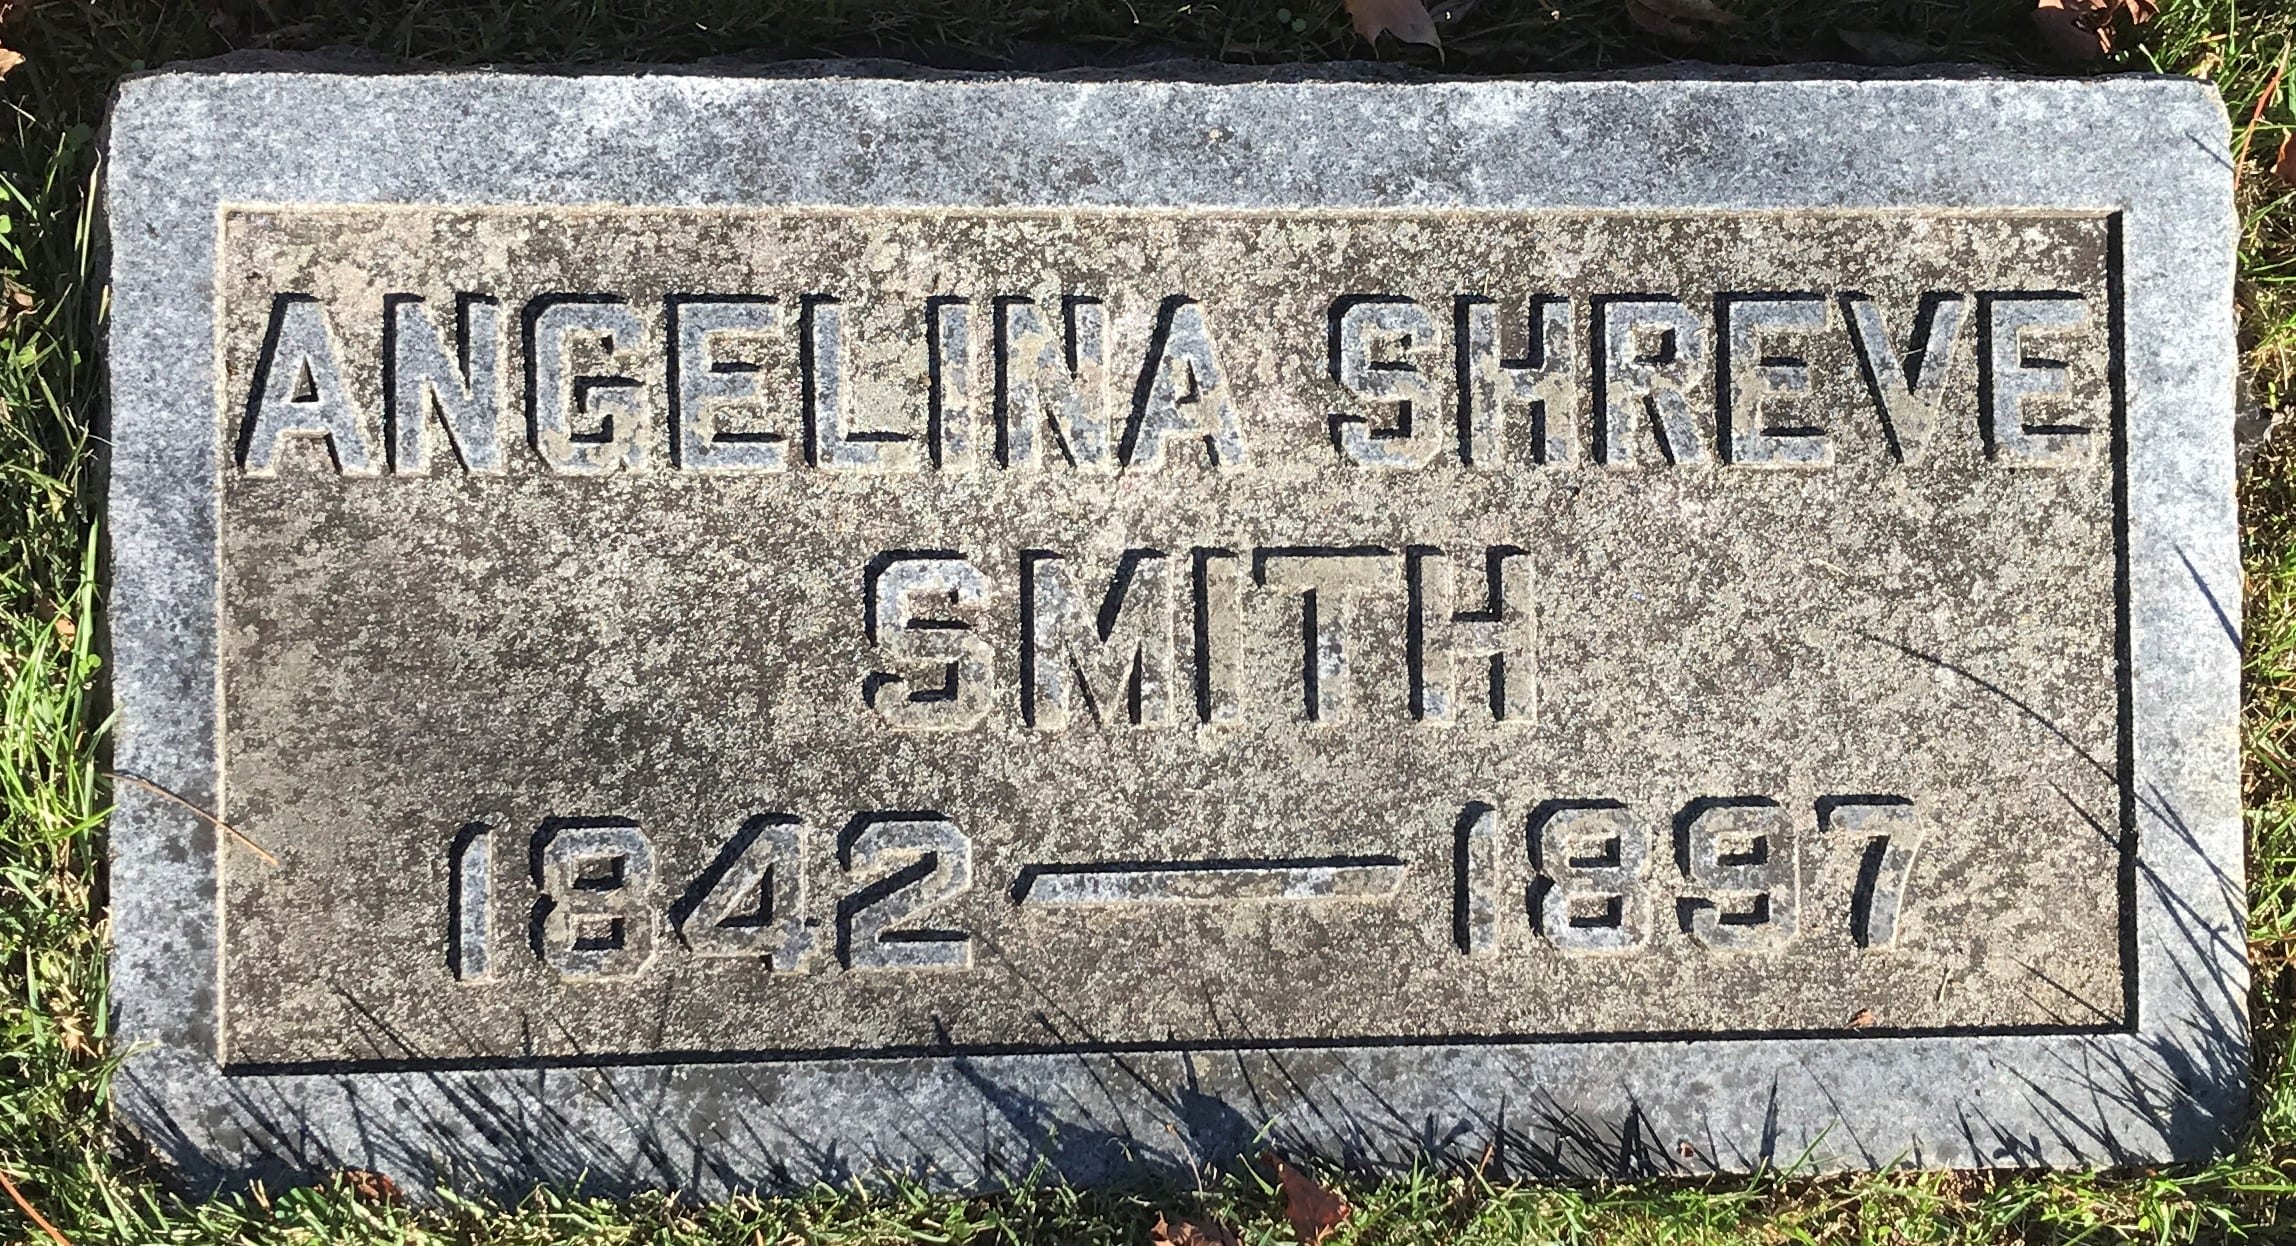 ANGELINA SHREVE
SMITH
1842 — 1897